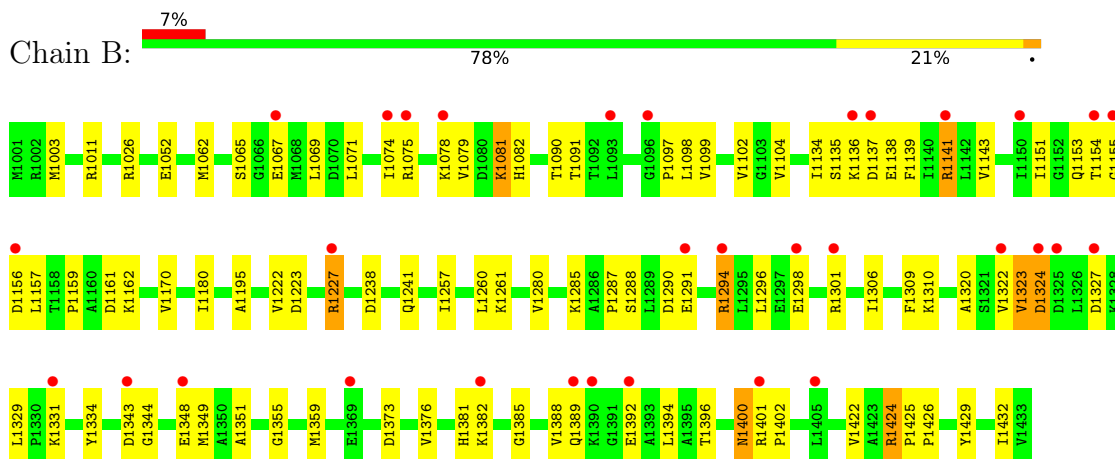 7%
Chain B:
78% 21% •
M1001 R1002 M1003 R1011 R1026 E1052 M1062 S1065 G1066 E1067 M1068 L1069 D1070 L1071 I1074 R1075 K1078 V1079 D1080 K1081 H1082 T1090 T1091 T1092 L1093 G1096 P1097 L1098 V1099 V1102 G1103 V1104 I1134 S1135 K1136 D1137 E1138 F1139 I1140 R1141 L1142 V1143 I1150 I1151 G1152 Q1153 T1154 G1155
D1156 L1157 T1158 P1159 A1160 D1161 K1162 V1170 I1180 A1195 V1222 D1223 R1227 D1238 Q1241 I1257 L1260 K1261 V1280 K1285 A1286 P1287 S1288 L1289 D1290 E1291 R1294 L1295 L1296 E1297 E1298 R1301 I1306 F1309 K1310 A1320 S1321 V1322 V1323 D1324 D1325 L1326 D1327 K1328
L1329 P1330 K1331 Y1334 D1343 G1344 E1348 M1349 A1350 A1351 G1355 M1359 E1369 D1373 V1376 H1381 K1382 G1385 V1388 Q1389 K1390 G1391 E1392 A1393 L1394 A1395 T1396 N1400 R1401 P1402 L1405 V1422 A1423 R1424 P1425 P1426 Y1429 I1432 V1433